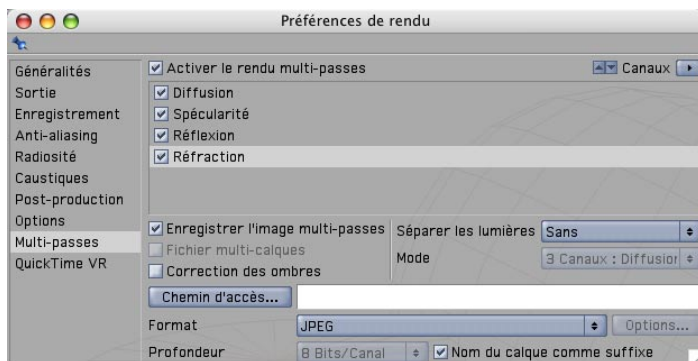 Préférences de rendu
Généralités
Sortie
Enregistrement
Anti-aliasing
Radiosité
Caustiques
Post-production
Options
Multi-passes
QuickTime VR
Activer le rendu multi-passes
Canaux
Diffusion
Spécularité
Réflexion
Réfraction
Enregistrer l'image multi-passes
Séparer les lumières
Sans
Fichier multi-calques
Mode
3 Canaux : Diffusior
Correction des ombres
Chemin d'accès...
Format
JPEG
Options...
Profondeur
8 Bits/Canal
Nom du calque comme suffixe